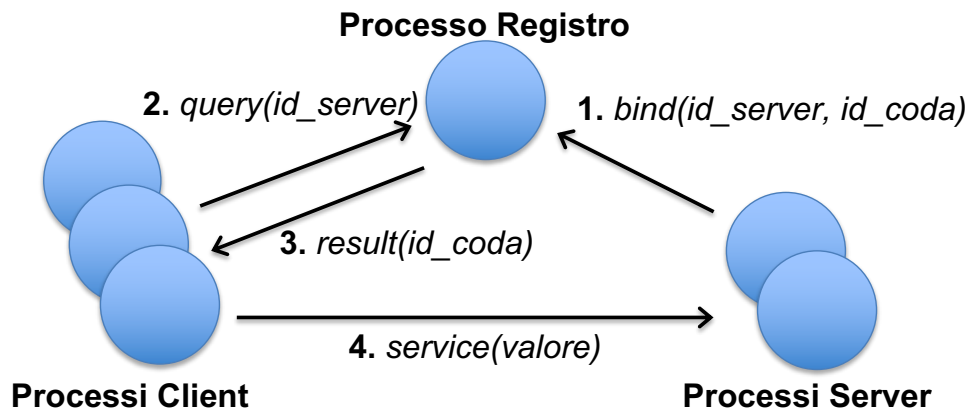 Processo Registro
2. query(id_server)
1. bind(id_server, id_coda)
3. result(id_coda)
4. service(valore)
Processi Client
Processi Server